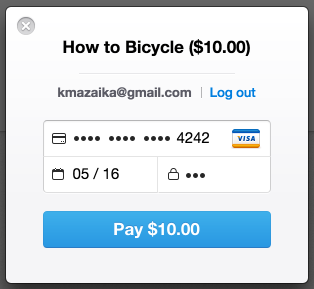 How to Bicycle ($10.00)
kmazaika@gmail.com | Log out
•••• •••• •••• 4242 VISA
05 / 16 •••
Pay $10.00